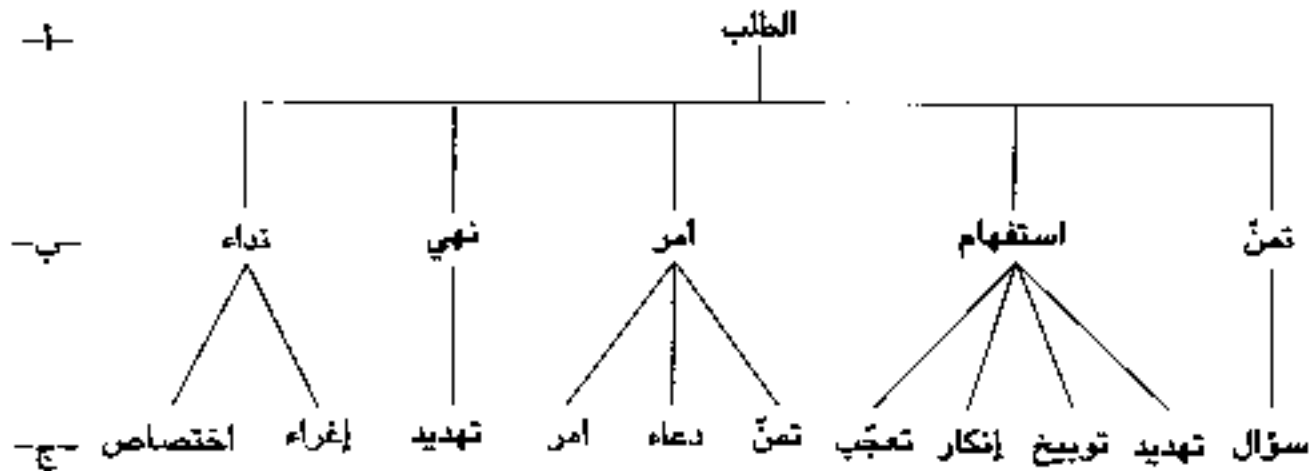 الطلب -أ-
تمنّ استفهام أمر نهي نداء -ب-
سؤال تهديد توبيخ إنكار تعجّب تمنّ دعاء أمر تهديد إغراء اختصاص -ج-